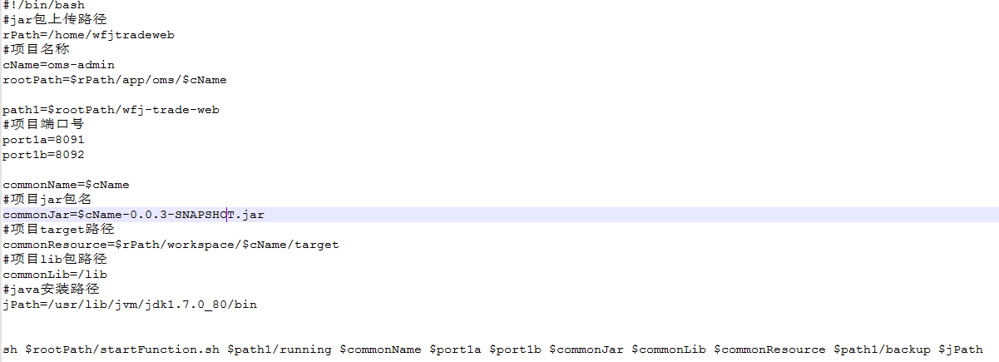 #!/bin/bash
#jar包上传路径
rPath=/home/wfjtradeweb
#项目名称
cName=oms-admin
rootPath=$rPath/app/oms/$cName
path1=$rootPath/wfj-trade-web
#项目端口号
port1a=8091
port1b=8092
commonName=$cName
#项目jar包名
commonJar=$cName-0.0.3-SNAPSHOT.jar
#项目target路径
commonResource=$rPath/workspace/$cName/target
#项目lib包路径
commonLib=/lib
#java安装路径
jPath=/usr/lib/jvm/jdk1.7.0_80/bin
sh $rootPath/startFunction.sh $path1/running $commonName $port1a $port1b $commonJar $commonLib $commonResource $path1/backup $jPath